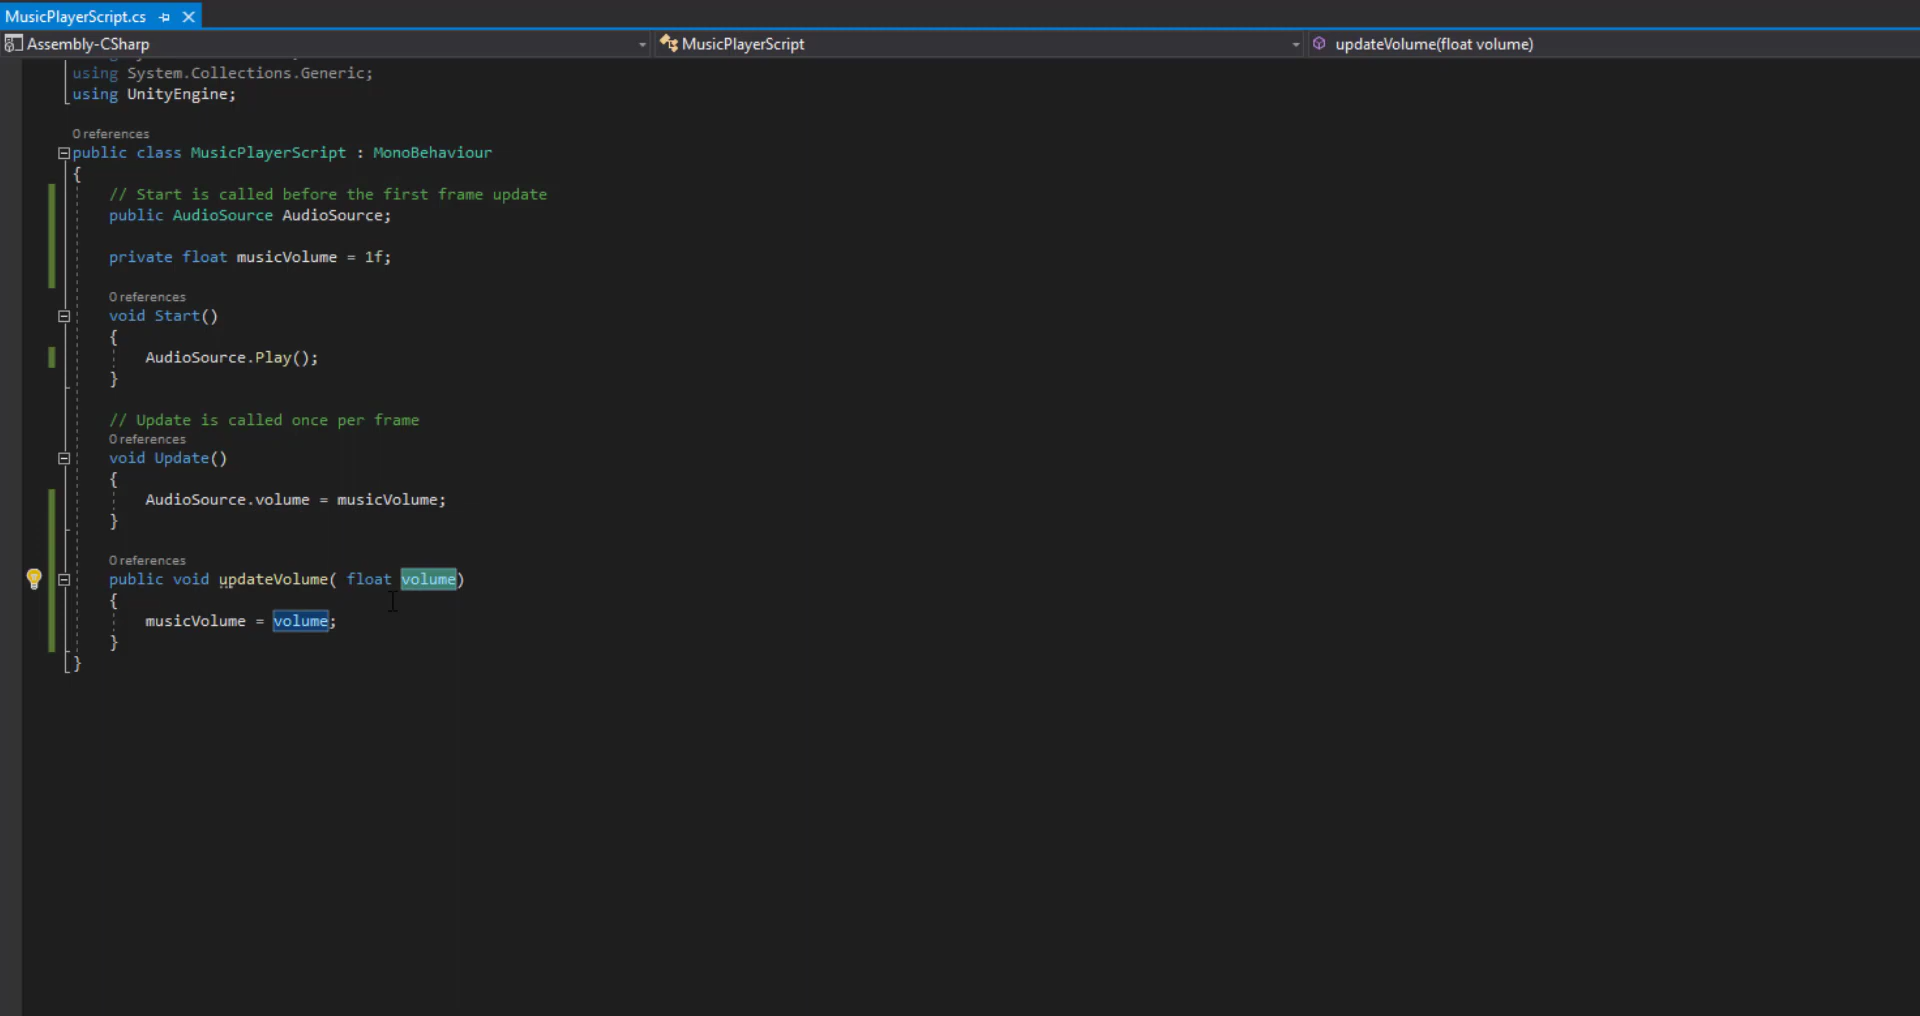 MusicPlayerScript.cs
Assembly-CSharp MusicPlayerScript updateVolume(float volume)
using System.Collections.Generic;
using UnityEngine;
0 references
public class MusicPlayerScript : MonoBehaviour
{
// Start is called before the first frame update
public AudioSource AudioSource;
private float musicVolume = 1f;
0 references
void Start()
{
AudioSource.Play();
}
// Update is called once per frame
0 references
void Update()
{
AudioSource.volume = musicVolume;
}
0 references
public void updateVolume( float volume)
{
musicVolume = volume;
}
}